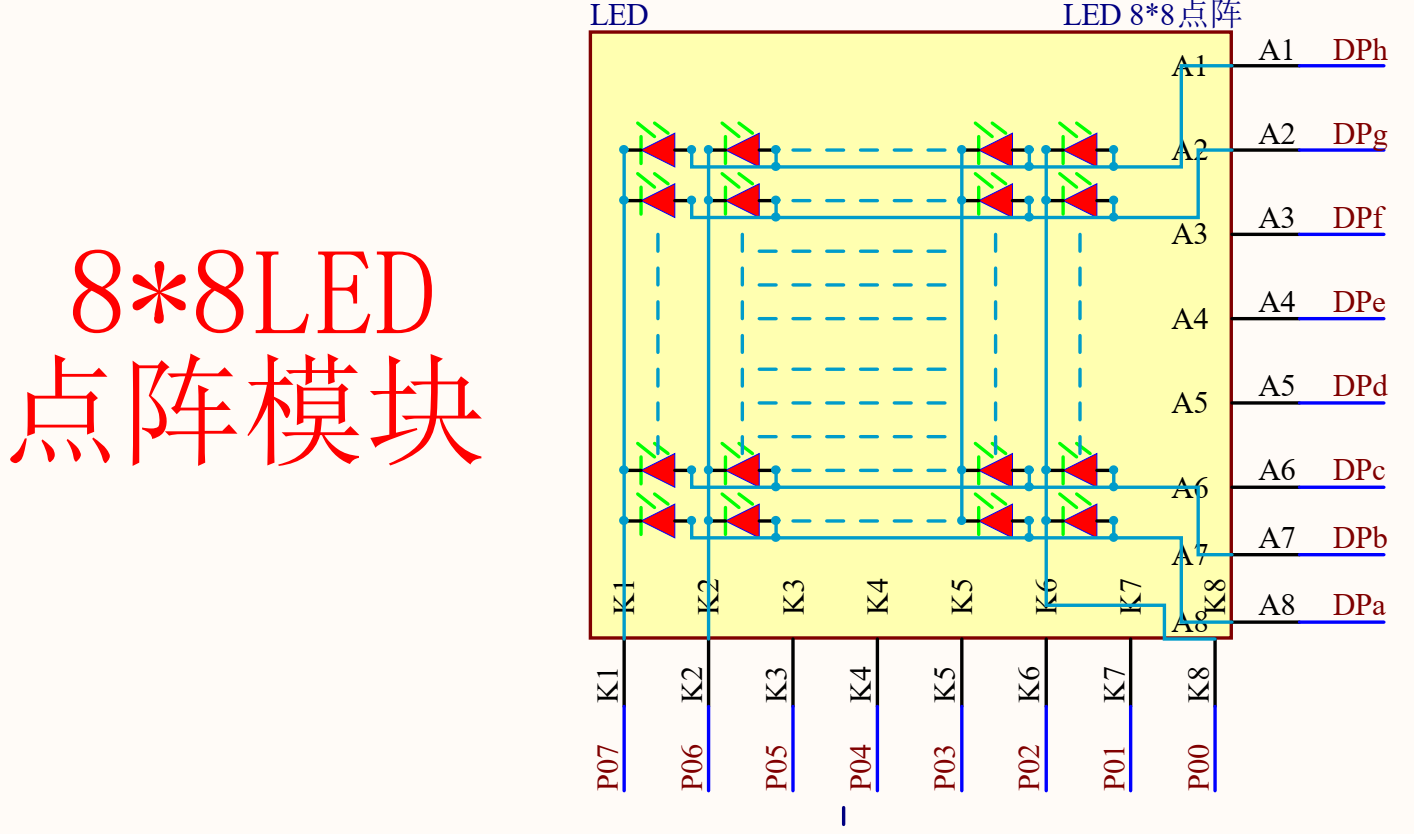 LED
LED 8*8点阵
8*8LED
点阵模块
A1 A1 DPh
A2 A2 DPg
A3 A3 DPf
A4 A4 DPe
A5 A5 DPd
A6 A6 DPc
A7 A7 DPb
A8 A8 DPa
K1 K2 K3 K4 K5 K6 K7 K8
K1 K2 K3 K4 K5 K6 K7 K8
P07 P06 P05 P04 P03 P02 P01 P00